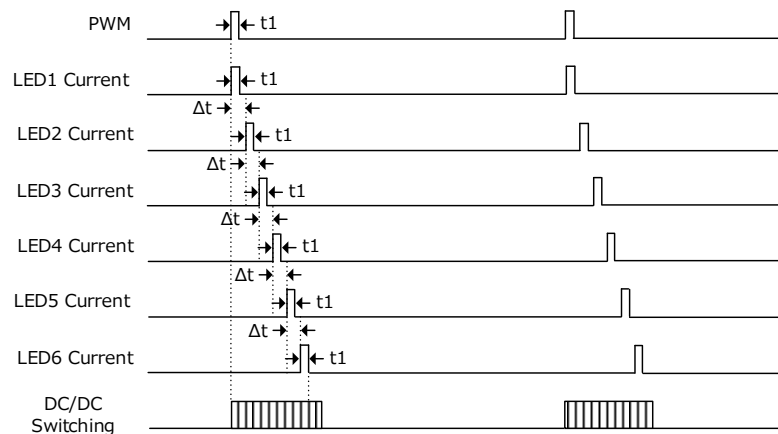 PWM
t1
LED1 Current
t1
Δt
LED2 Current
t1
Δt
LED3 Current
t1
Δt
LED4 Current
t1
Δt
LED5 Current
t1
Δt
LED6 Current
t1
DC/DC
Switching